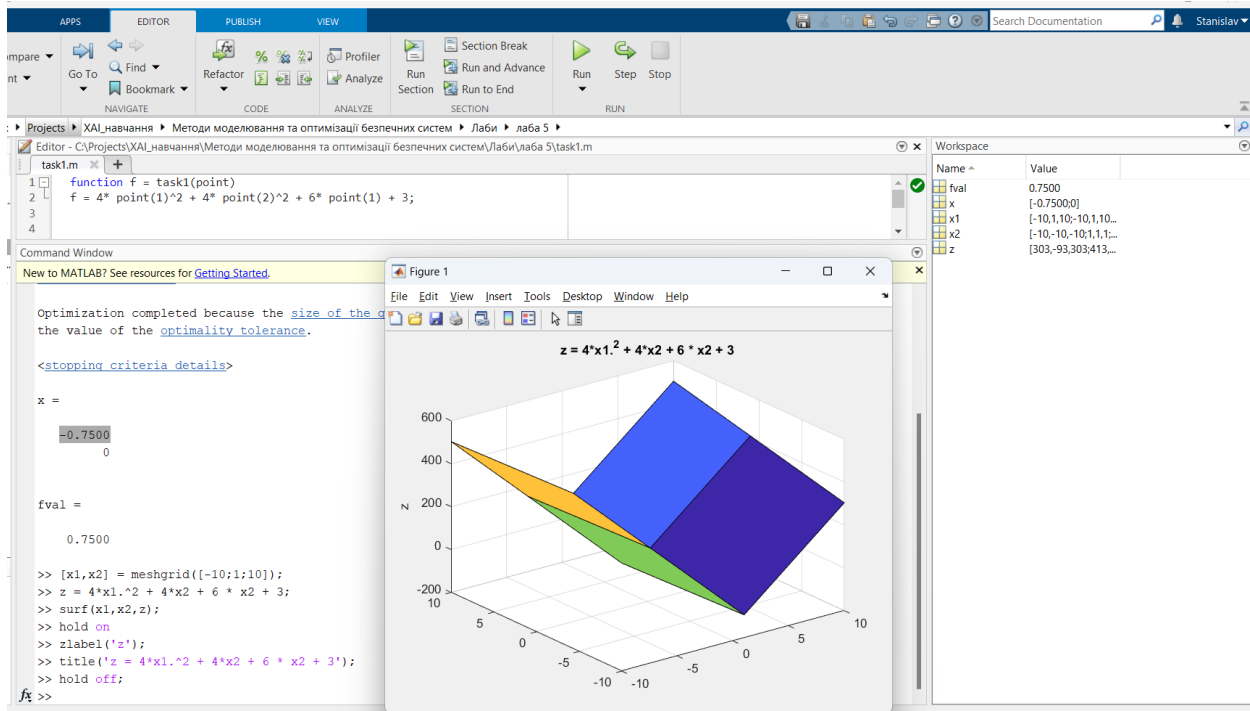 APPS EDITOR PUBLISH VIEW Search Documentation Stanislav
Compare Go To Find Refactor Profiler Section Break Run Section Run and Advance Run Step Stop
Bookmark Analyze Run to End
NAVIGATE CODE ANALYZE SECTION RUN
Projects XAI_навчання Методи моделювання та оптимізації безпечних систем Лаби лаба 5
Editor - C:\Projects\XAI_навчання\Методи моделювання та оптимізації безпечних систем\Лаби\лаба 5\task1.m
task1.m
1 function f = task1(point)
2 f = 4* point(1)^2 + 4* point(2)^2 + 6* point(1) + 3;
3
4
Workspace
Name Value
fval 0.7500
x [-0.7500;0]
x1 [-10,1,10;-10,1,10...
x2 [-10,-10,-10;1,1,1;...
z [303,-93,303;413,...
Command Window
New to MATLAB? See resources for Getting Started.
Optimization completed because the size of the g
the value of the optimality tolerance.
<stopping criteria details>
x =
-0.7500
0
fval =
0.7500
>> [x1,x2] = meshgrid([-10;1;10]);
>> z = 4*x1.^2 + 4*x2 + 6 * x2 + 3;
>> surf(x1,x2,z);
>> hold on
>> zlabel('z');
>> title('z = 4*x1.^2 + 4*x2 + 6 * x2 + 3');
>> hold off;
fx >>
Figure 1
File Edit View Insert Tools Desktop Window Help
z = 4*x1.² + 4*x2 + 6 * x2 + 3
600
400
200
0
-200
z
10
5
0
-5
-10
-10
-5
0
5
10